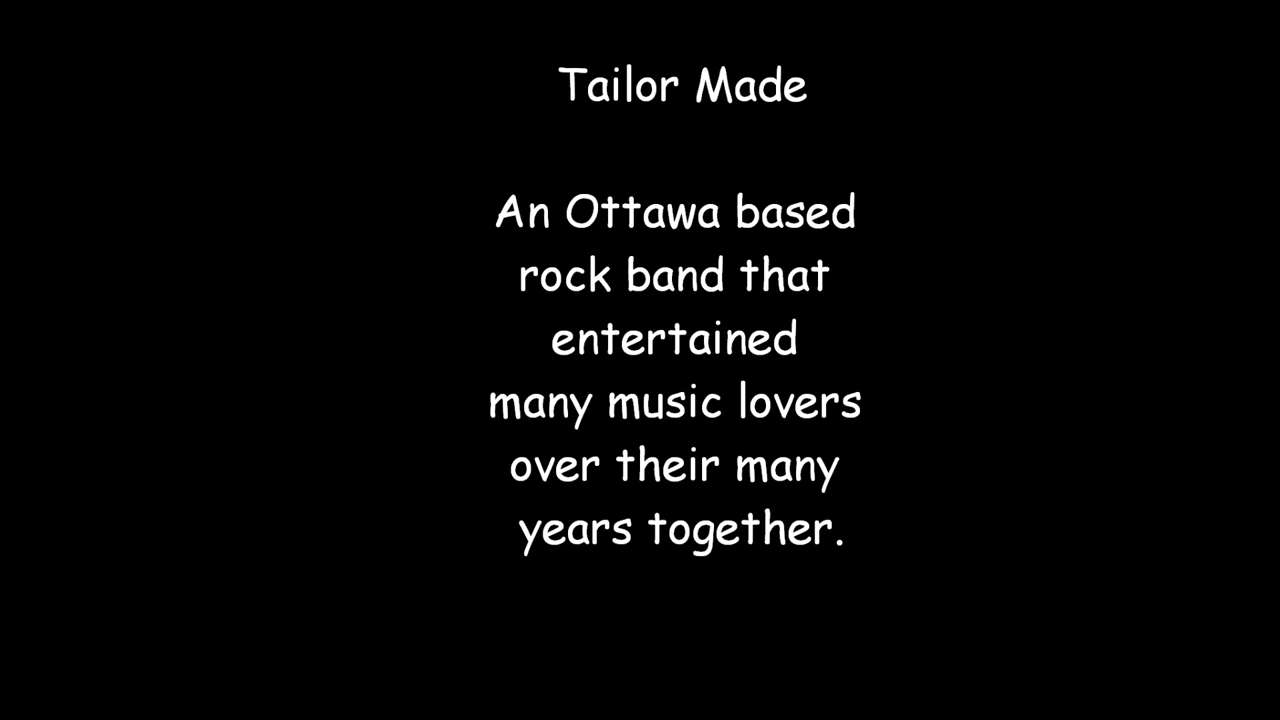 Tailor Made
An Ottawa based
rock band that
entertained
many music lovers
over their many
years together.